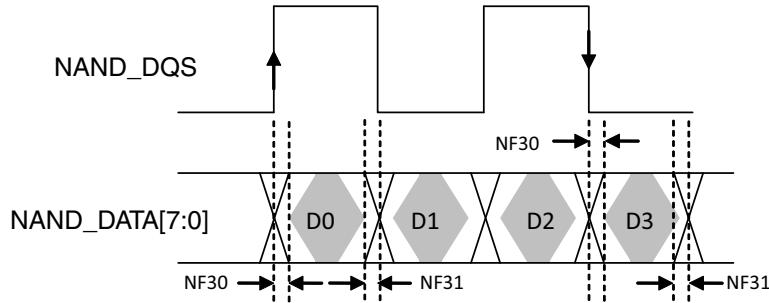 NAND_DQS
NF30
NAND_DATA[7:0]
D0 D1 D2 D3
NF30 NF31 NF31